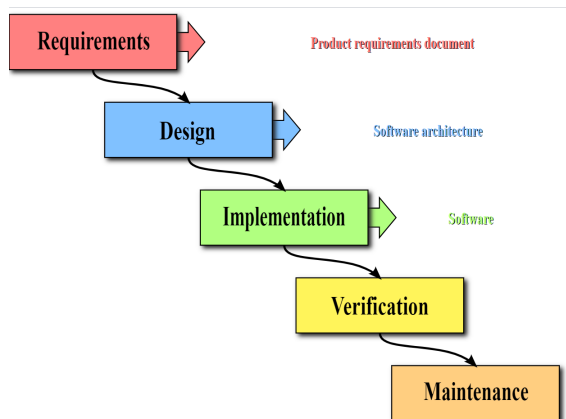 Requirements
Product requirements document
Design
Software architecture
Implementation
Software
Verification
Maintenance